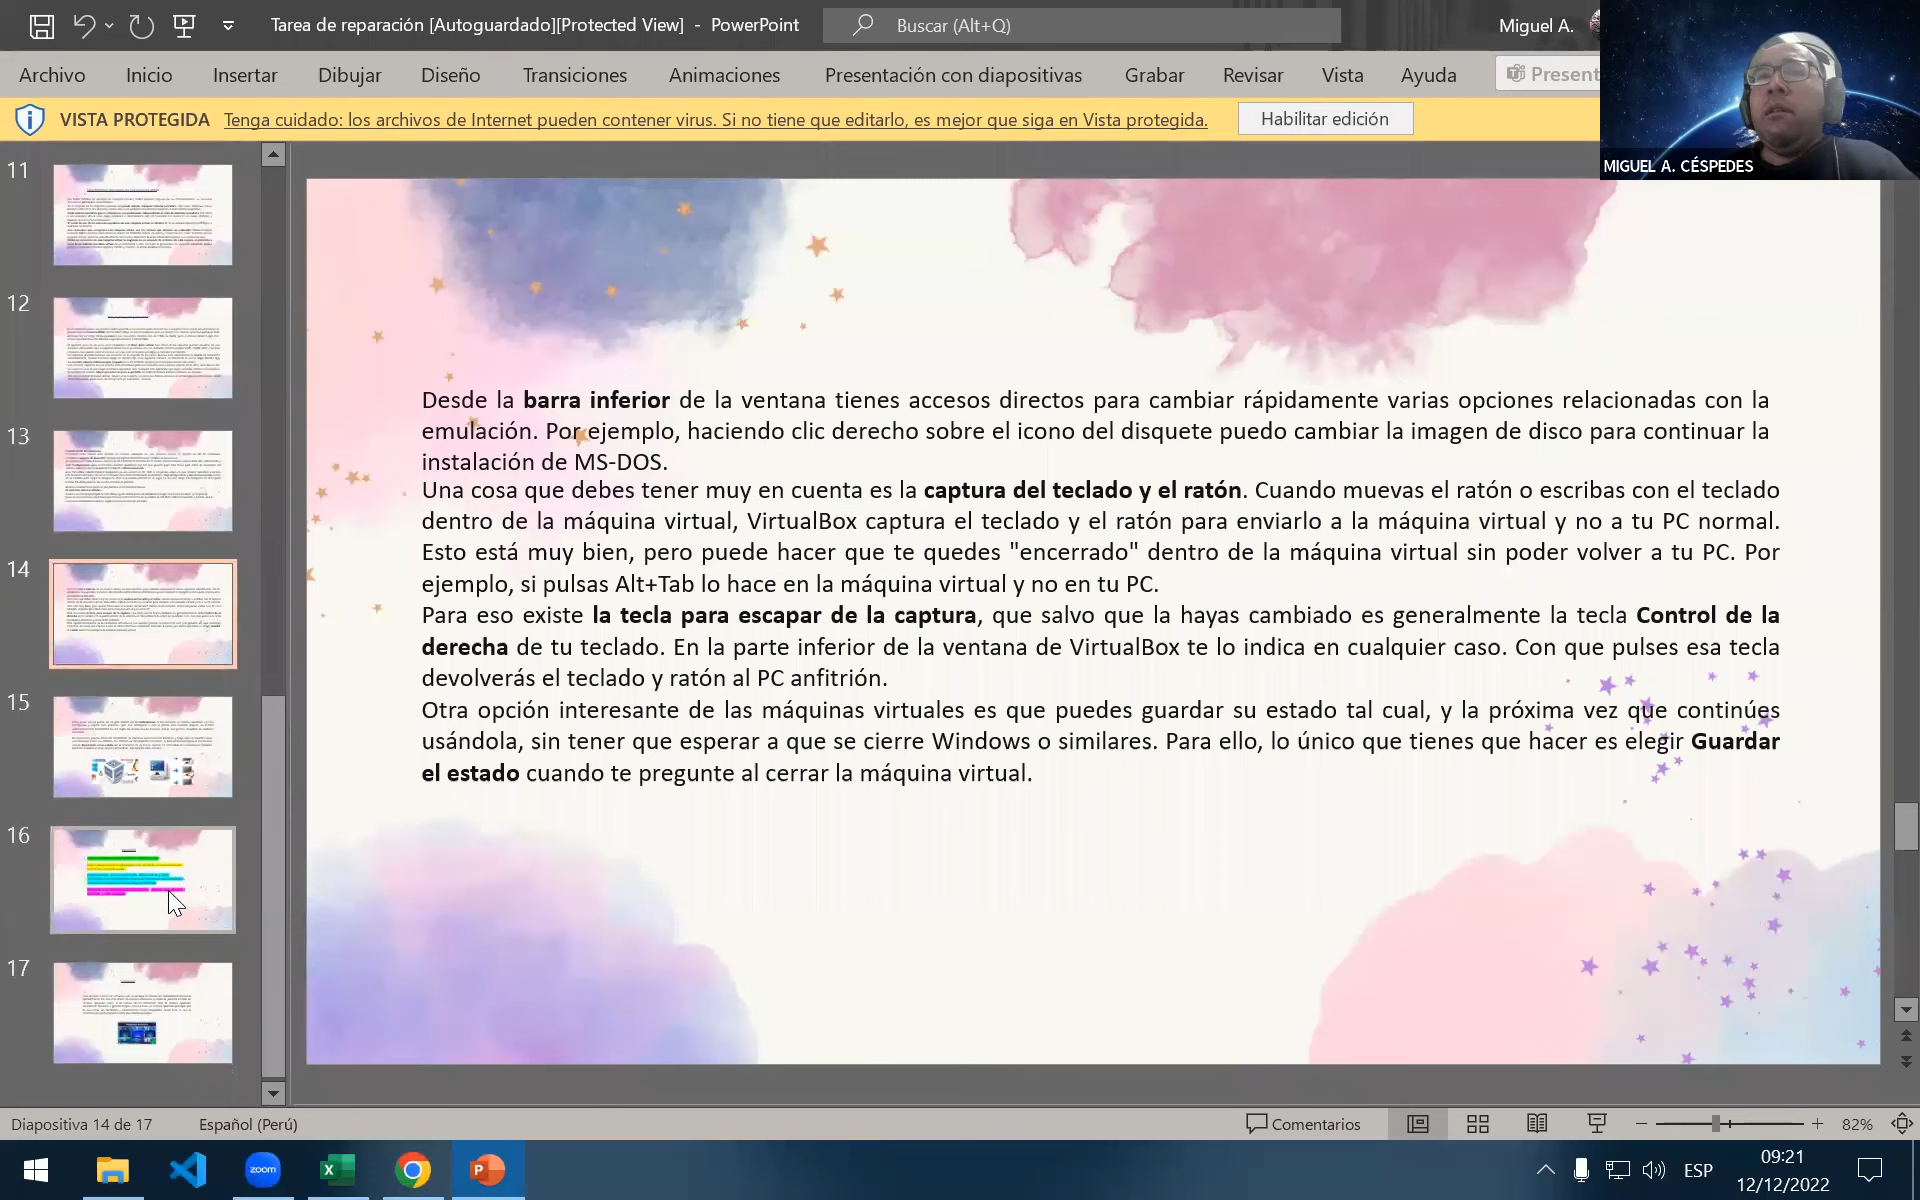 Tarea de reparación [Autoguardado][Protected View] - PowerPoint
Buscar (Alt+Q)
Miguel A.
Archivo Inicio Insertar Dibujar Diseño Transiciones Animaciones Presentación con diapositivas Grabar Revisar Vista Ayuda Present
VISTA PROTEGIDA Tenga cuidado: los archivos de Internet pueden contener virus. Si no tiene que editarlo, es mejor que siga en Vista protegida. Habilitar edición
MIGUEL A. CÉSPEDES
11
12
13
14
15
16
17
Desde la barra inferior de la ventana tienes accesos directos para cambiar rápidamente varias opciones relacionadas con la
emulación. Por ejemplo, haciendo clic derecho sobre el icono del disquete puedo cambiar la imagen de disco para continuar la
instalación de MS-DOS.
Una cosa que debes tener muy en cuenta es la captura del teclado y el ratón. Cuando muevas el ratón o escribas con el teclado
dentro de la máquina virtual, VirtualBox captura el teclado y el ratón para enviarlo a la máquina virtual y no a tu PC normal.
Esto está muy bien, pero puede hacer que te quedes "encerrado" dentro de la máquina virtual sin poder volver a tu PC. Por
ejemplo, si pulsas Alt+Tab lo hace en la máquina virtual y no en tu PC.
Para eso existe la tecla para escapar de la captura, que salvo que la hayas cambiado es generalmente la tecla Control de la
derecha de tu teclado. En la parte inferior de la ventana de VirtualBox te lo indica en cualquier caso. Con que pulses esa tecla
devolverás el teclado y ratón al PC anfitrión.
Otra opción interesante de las máquinas virtuales es que puedes guardar su estado tal cual, y la próxima vez que continúes
usándola, sin tener que esperar a que se cierre Windows o similares. Para ello, lo único que tienes que hacer es elegir Guardar
el estado cuando te pregunte al cerrar la máquina virtual.
Diapositiva 14 de 17 Español (Perú) Comentarios 82%
zoom
ESP
09:21
12/12/2022